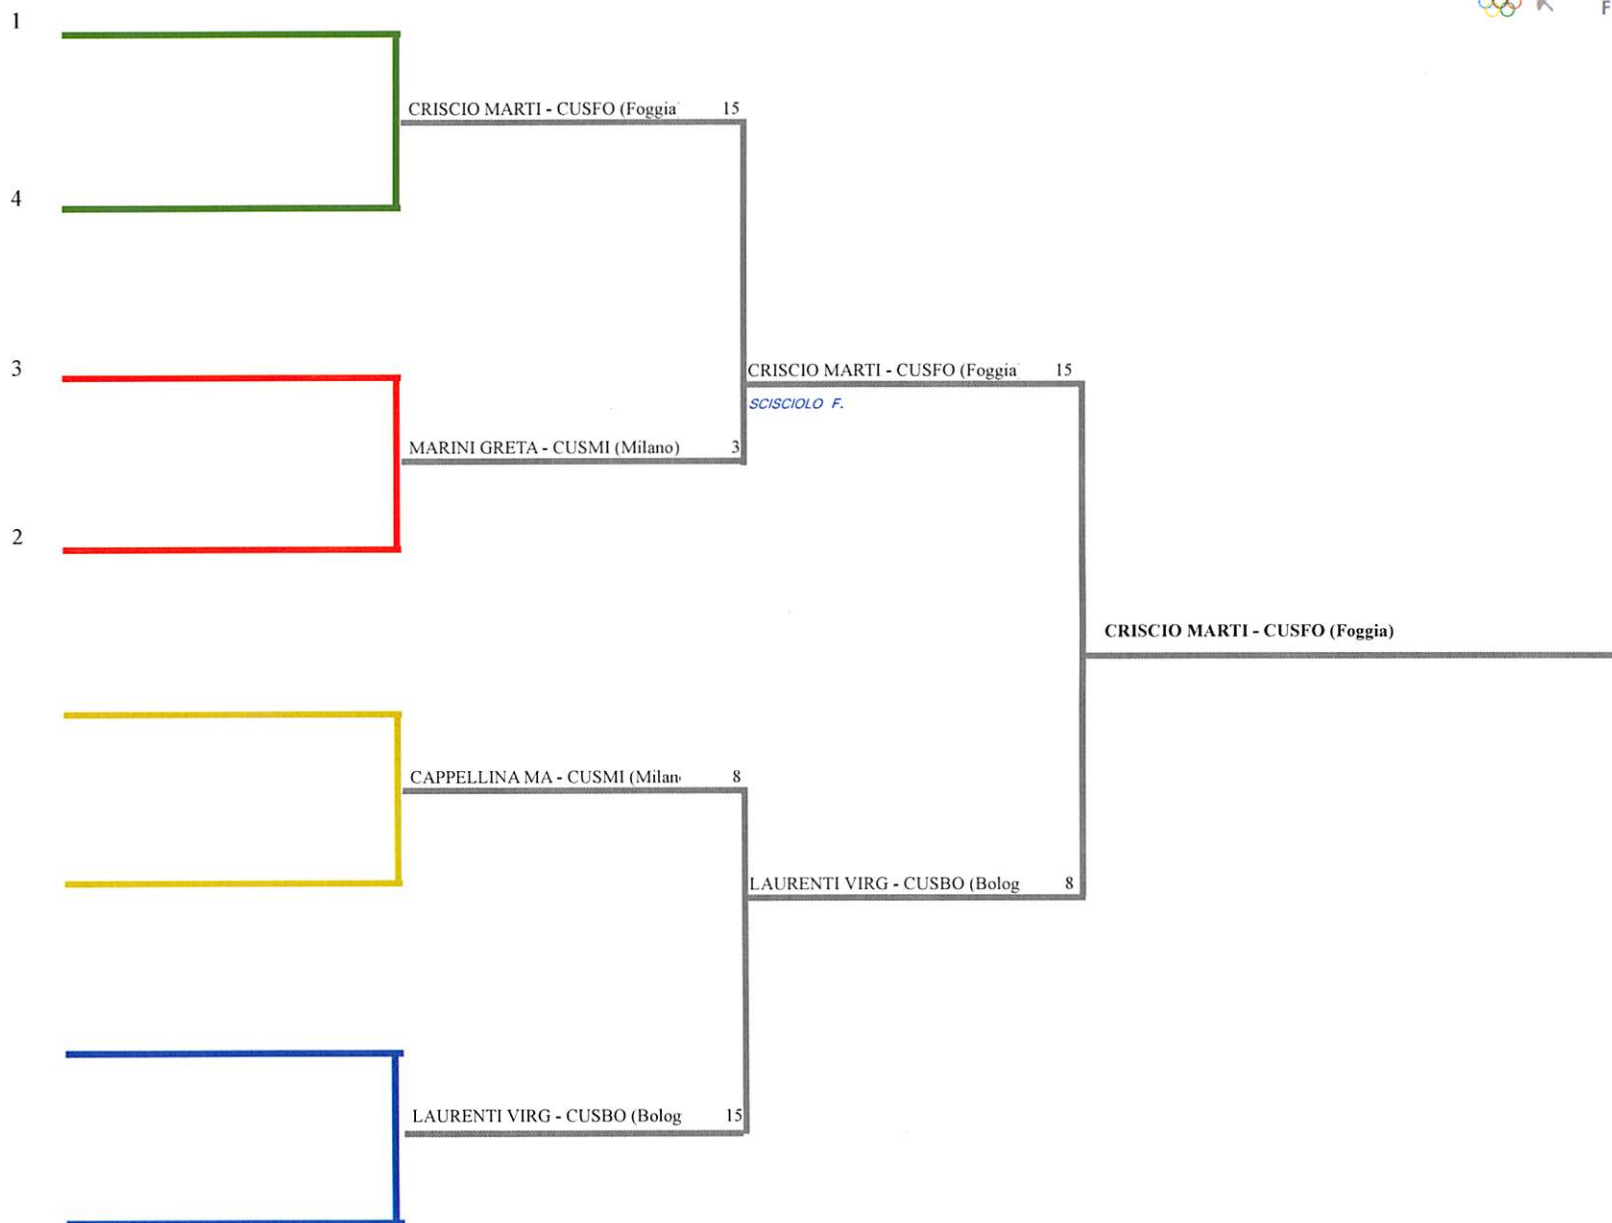 1
CRISCIO MARTI - CUSFO (Foggia 15
4
3
CRISCIO MARTI - CUSFO (Foggia 15
SCISCIOLO F.
MARINI GRETA - CUSMI (Milano) 3
2
CRISCIO MARTI - CUSFO (Foggia)
CAPPELLINA MA - CUSMI (Milan 8
LAURENTI VIRG - CUSBO (Bolog 8
LAURENTI VIRG - CUSBO (Bolog 15
F